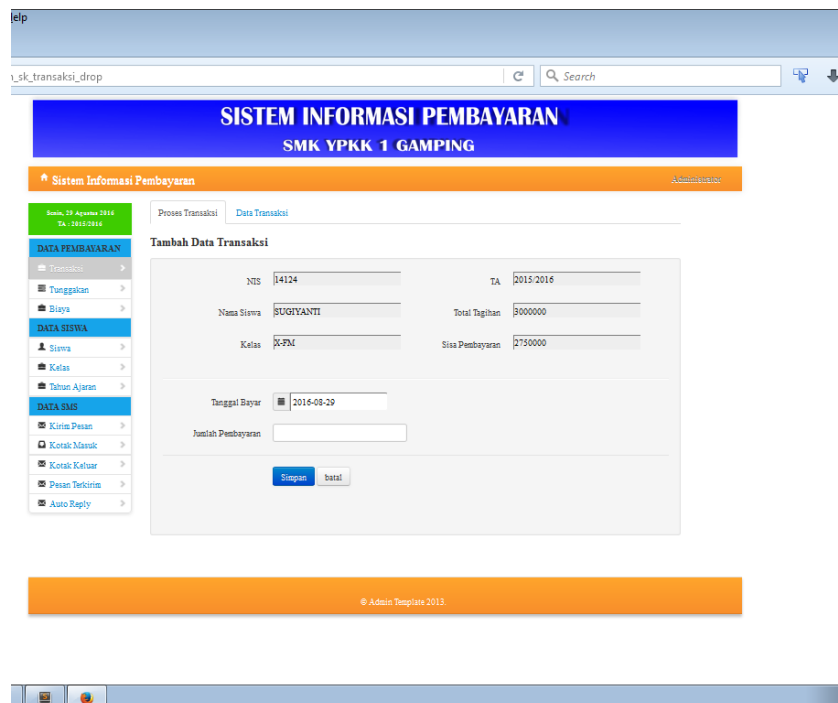 Help
n_sk_transaksi_drop
Search
SISTEM INFORMASI PEMBAYARAN
SMK YPKK 1 GAMPING
Sistem Informasi Pembayaran
Administrator
Senin, 29 Agustus 2016
TA : 2015/2016
DATA PEMBAYARAN
Transaksi
Tunggakan
Biaya
DATA SISWA
Siswa
Kelas
Tahun Ajaran
DATA SMS
Kirim Pesan
Kotak Masuk
Kotak Keluar
Pesan Terkirim
Auto Reply
Proses Transaksi
Data Transaksi
Tambah Data Transaksi
NIS 14124
TA 2015/2016
Nama Siswa SUGIYANTI
Total Tagihan 3000000
Kelas X-FM
Sisa Pembayaran 2750000
Tanggal Bayar 2016-08-29
Jumlah Pembayaran
Simpan
batal
© Admin Template 2013.